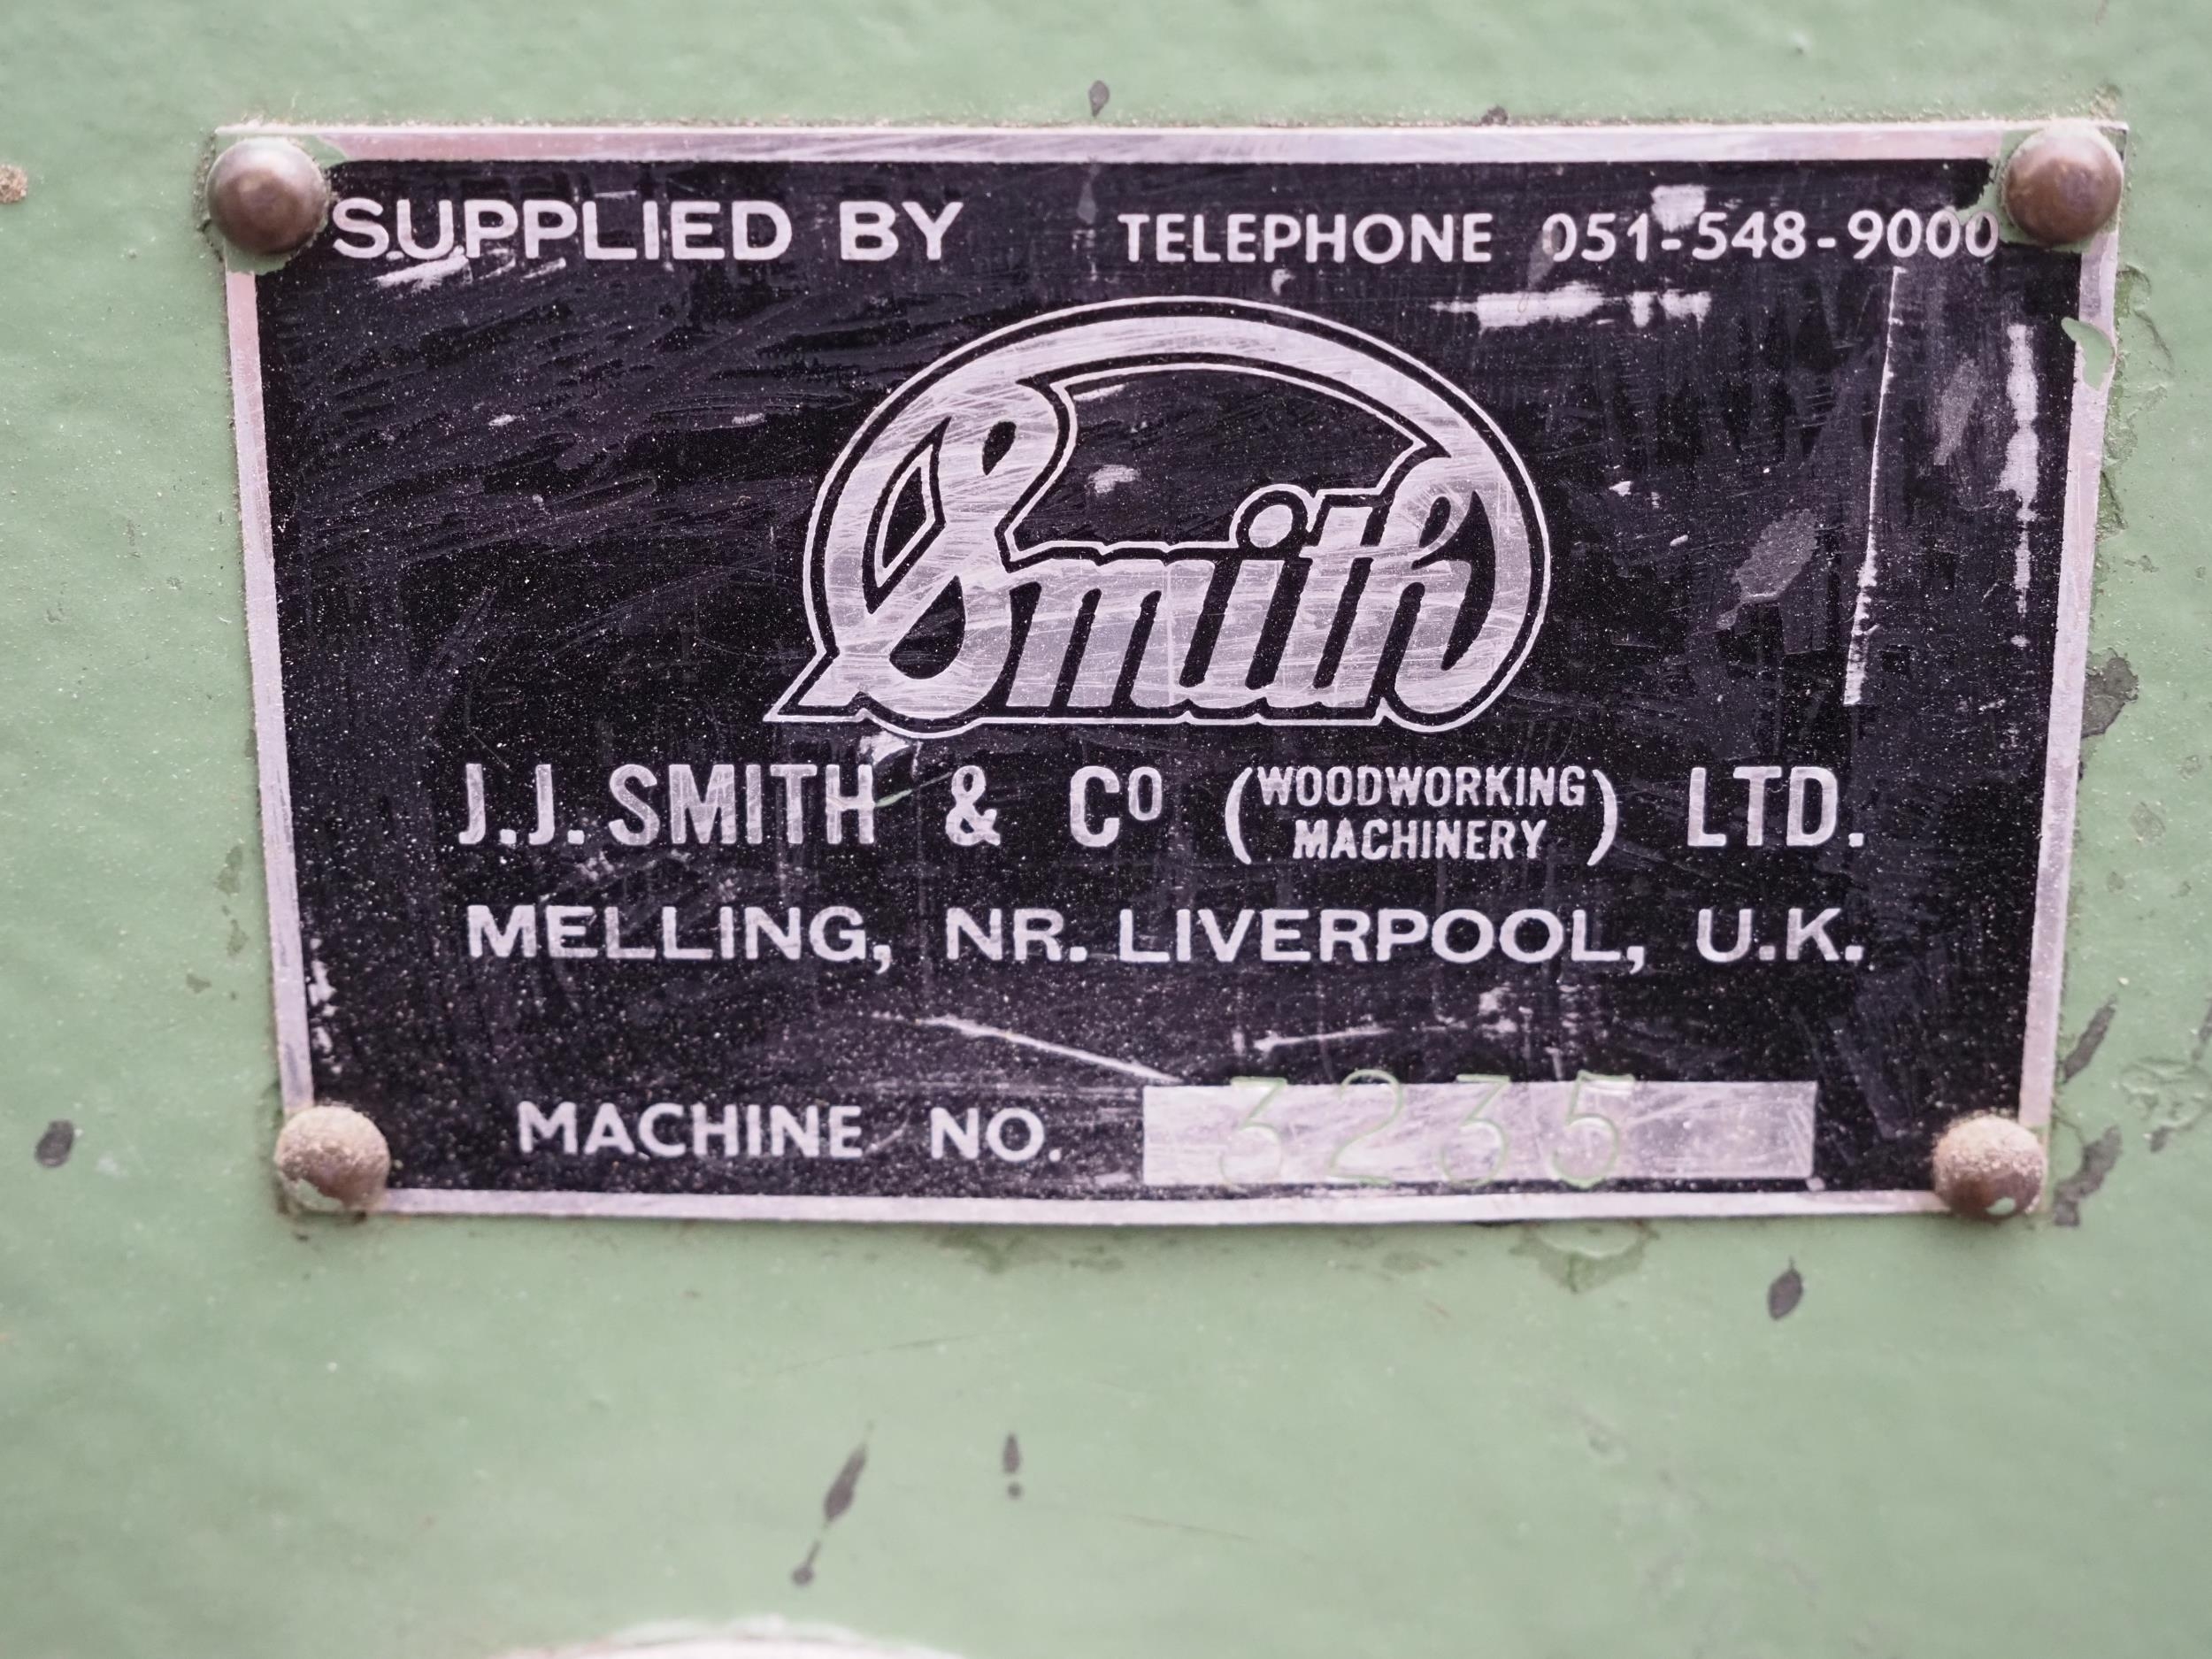 SUPPLIED BY TELEPHONE 051-548-9000
Smith
J.J. SMITH & Cº (WOODWORKING MACHINERY) LTD.
MELLING, NR. LIVERPOOL, U.K.
MACHINE NO. 3235